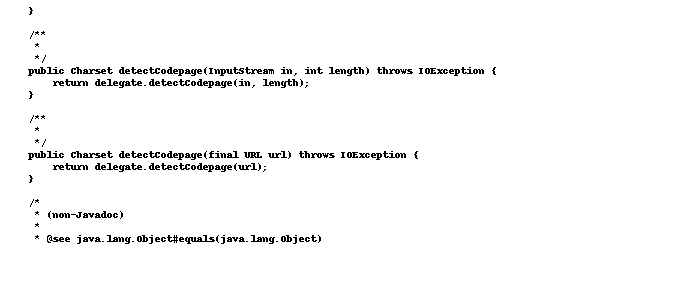 }
/**
 *
 */
public Charset detectCodepage(InputStream in, int length) throws IOException {
    return delegate.detectCodepage(in, length);
}
/**
 *
 */
public Charset detectCodepage(final URL url) throws IOException {
    return delegate.detectCodepage(url);
}
/*
 * (non-Javadoc)
 *
 * @see java.lang.Object#equals(java.lang.Object)